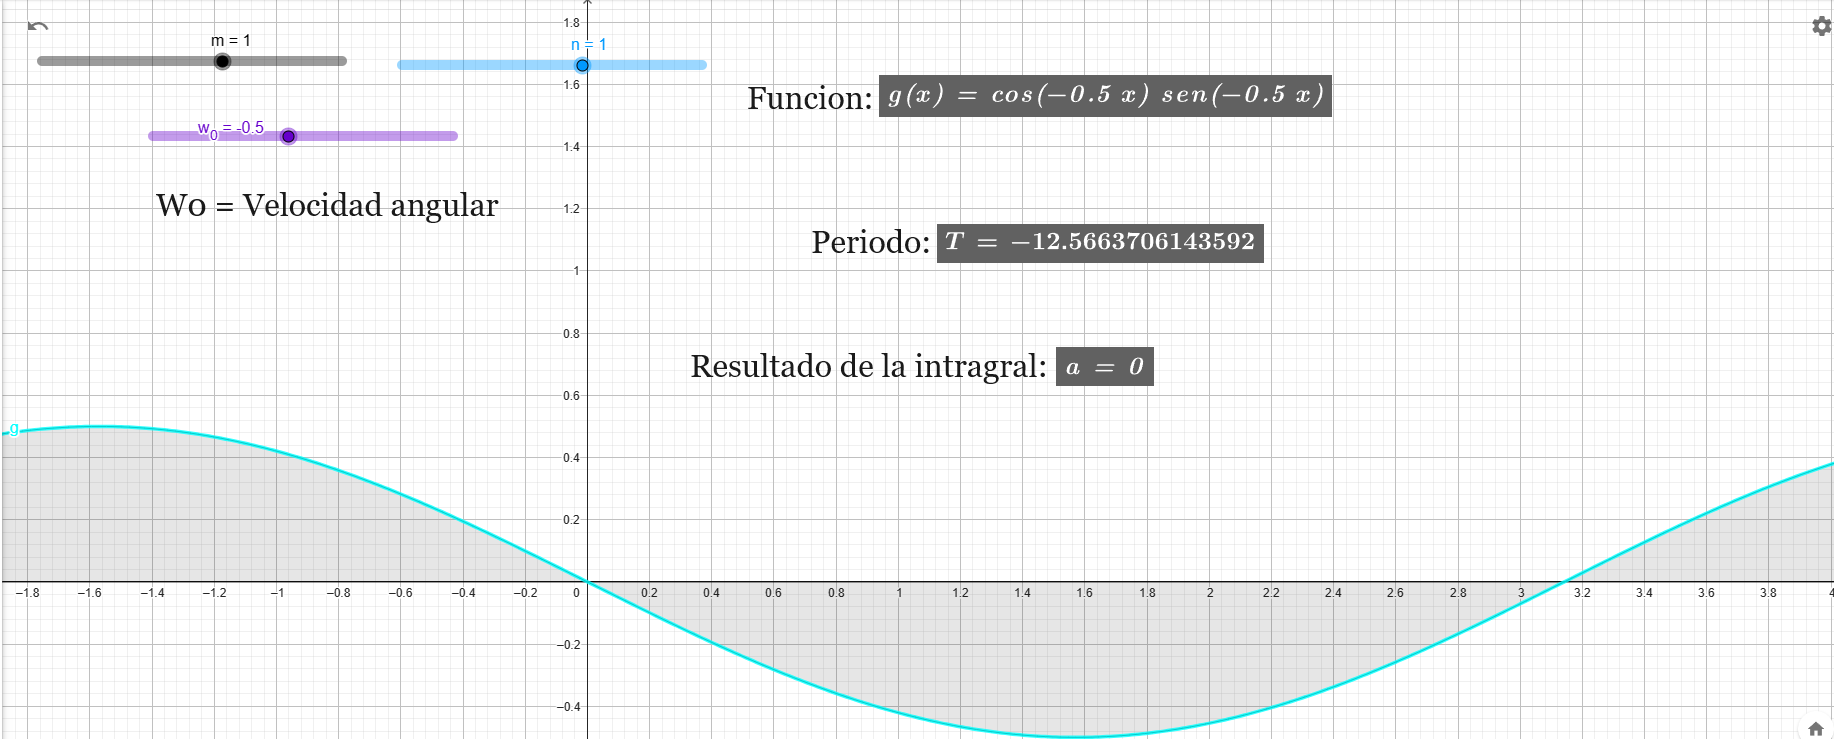 m = 1
n = 1
Funcion: g(x) = cos(−0.5 x) sen(−0.5 x)
w₀ = -0.5
Wo = Velocidad angular
Periodo: T = −12.5663706143592
Resultado de la intragral: a = 0
g
1.8
1.6
1.4
1.2
1
0.8
0.6
0.4
0.2
−1.8 −1.6 −1.4 −1.2 −1 −0.8 −0.6 −0.4 −0.2 0 0.2 0.4 0.6 0.8 1 1.2 1.4 1.6 1.8 2 2.2 2.4 2.6 2.8 3 3.2 3.4 3.6 3.8 4
−0.2
−0.4